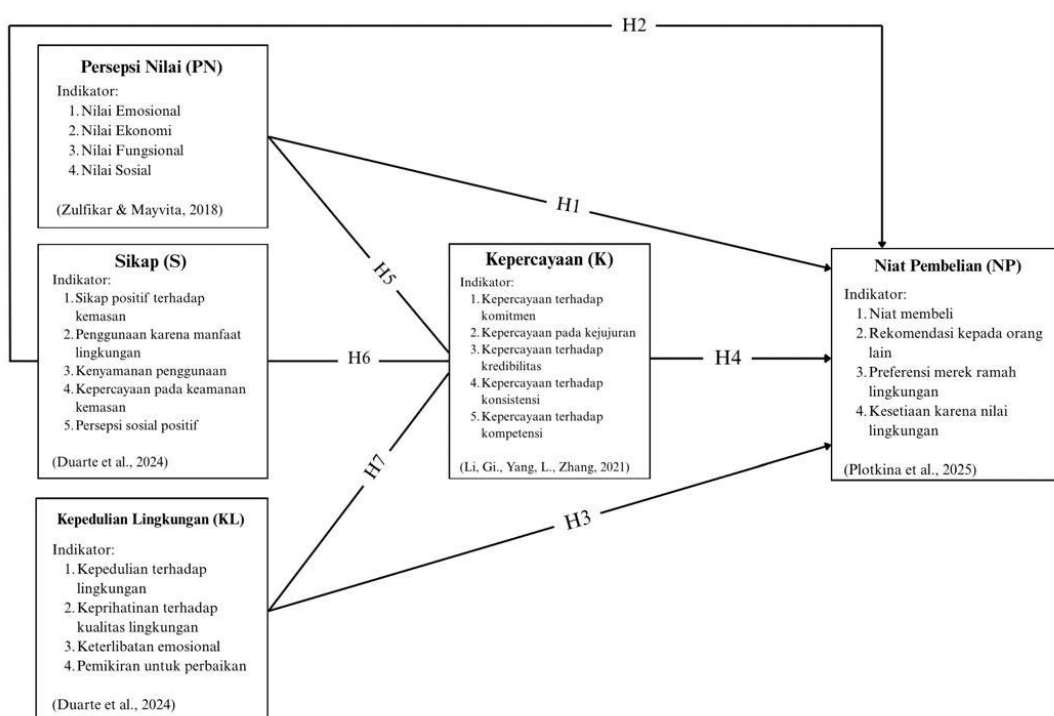 H2
Persepsi Nilai (PN)
Indikator:
1. Nilai Emosional
2. Nilai Ekonomi
3. Nilai Fungsional
4. Nilai Sosial
(Zulfikar & Mayvita, 2018)
H1
H5
Sikap (S)
Indikator:
1. Sikap positif terhadap
kemasan
2. Penggunaan karena manfaat
lingkungan
3. Kenyamanan penggunaan
4. Kepercayaan pada keamanan
kemasan
5. Persepsi sosial positif
(Duarte et al., 2024)
H6
Kepercayaan (K)
Indikator:
1. Kepercayaan terhadap
komitmen
2. Kepercayaan pada kejujuran
3. Kepercayaan terhadap
kredibilitas
4. Kepercayaan terhadap
konsistensi
5. Kepercayaan terhadap
kompetensi
(Li, Gi., Yang, L., Zhang, 2021)
H4
Niat Pembelian (NP)
Indikator:
1. Niat membeli
2. Rekomendasi kepada orang
lain
3. Preferensi merek ramah
lingkungan
4. Kesetiaan karena nilai
lingkungan
(Plotkina et al., 2025)
H7
H3
Kepedulian Lingkungan (KL)
Indikator:
1. Kepedulian terhadap
lingkungan
2. Keprihatinan terhadap
kualitas lingkungan
3. Keterlibatan emosional
4. Pemikiran untuk perbaikan
(Duarte et al., 2024)